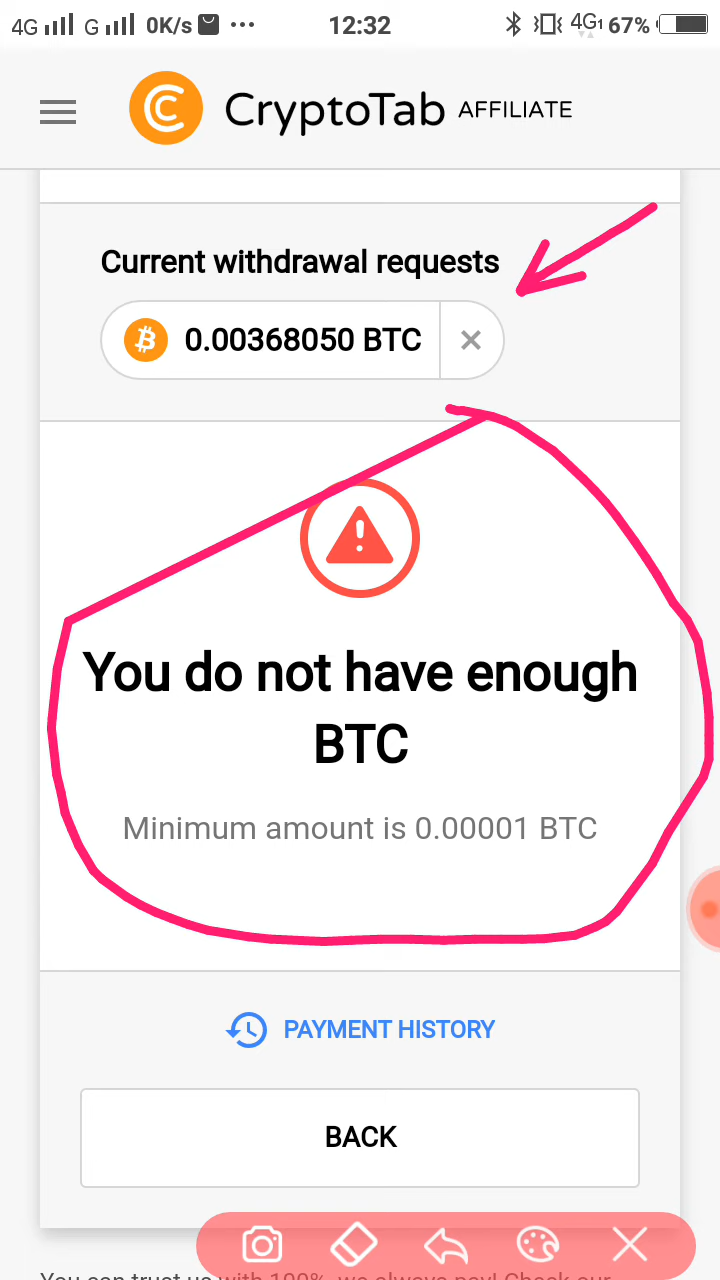 4G G 0K/s ... 12:32 4G1 67%
CryptoTab AFFILIATE
Current withdrawal requests
0.00368050 BTC
You do not have enough
BTC
Minimum amount is 0.00001 BTC
PAYMENT HISTORY
BACK
You can trust us with 100%, we always pay! Check our